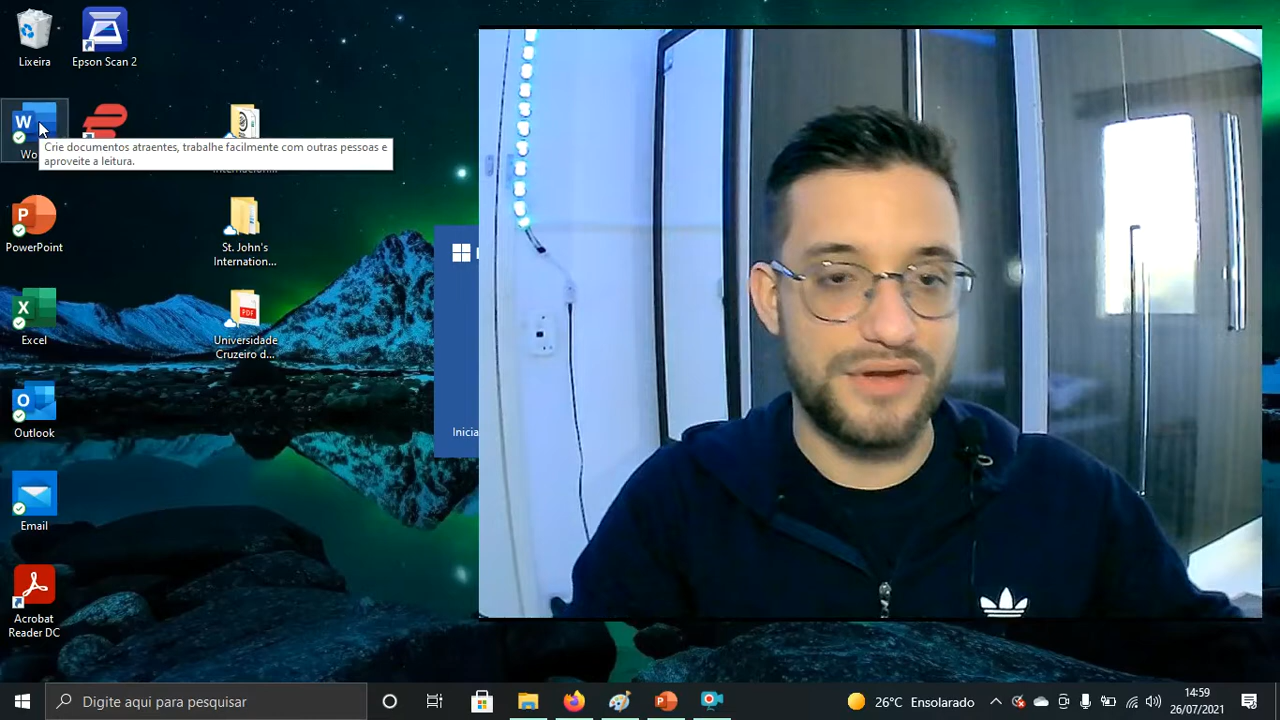 Lixeira
Epson Scan 2
W
Wo
Crie documentos atraentes, trabalhe facilmente com outras pessoas e
aproveite a leitura.
P
PowerPoint
St. John's
Internation...
X
Excel
PDF
Universidade
Cruzeiro d...
O
Outlook
Inicia
Email
Acrobat
Reader DC
Digite aqui para pesquisar
P
26°C Ensolarado
14:59
26/07/2021